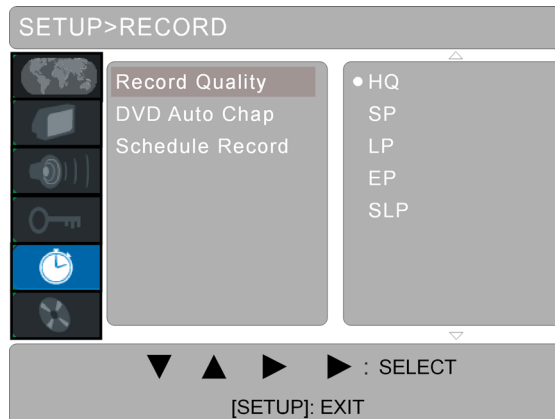 SETUP>RECORD
Record Quality
DVD Auto Chap
Schedule Record
HQ
SP
LP
EP
SLP
: SELECT
[SETUP]: EXIT